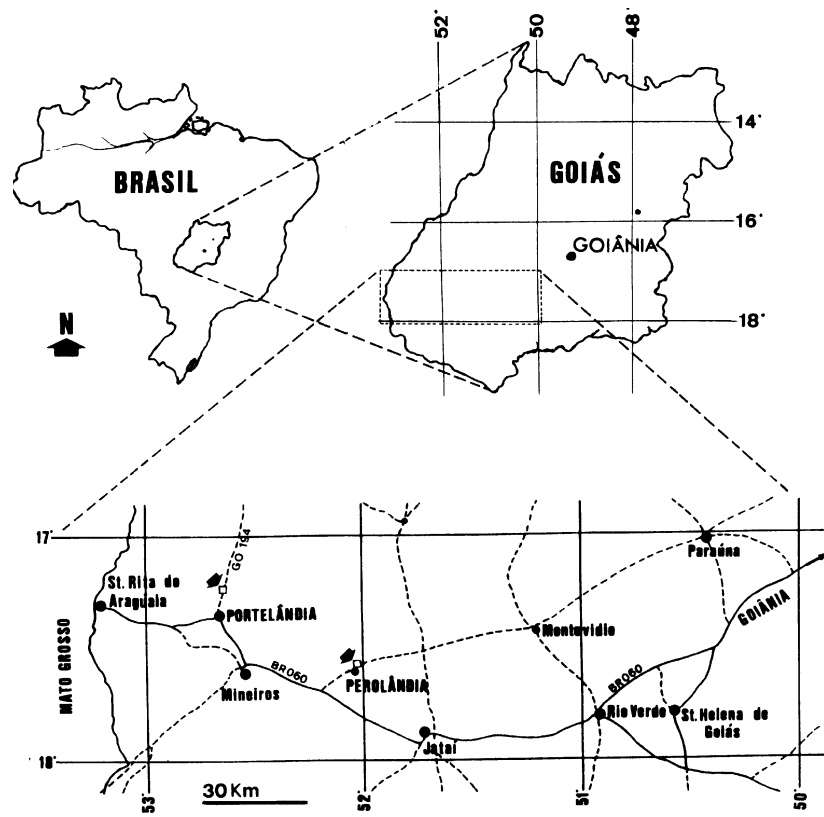 52°
50
48
14°
BRASIL
GOIÁS
16°
GOIÂNIA
18°
N
17°
GO 194
Paraúna
St. Rita do
Araguaia
PORTELÂNDIA
GOIÂNIA
MATO GROSSO
Montevidio
BR060
PEROLÂNDIA
BR060
Mineiros
Rio Verde
St. Helena de
Goiás
Jataí
18°
53
52
51
50
30 Km